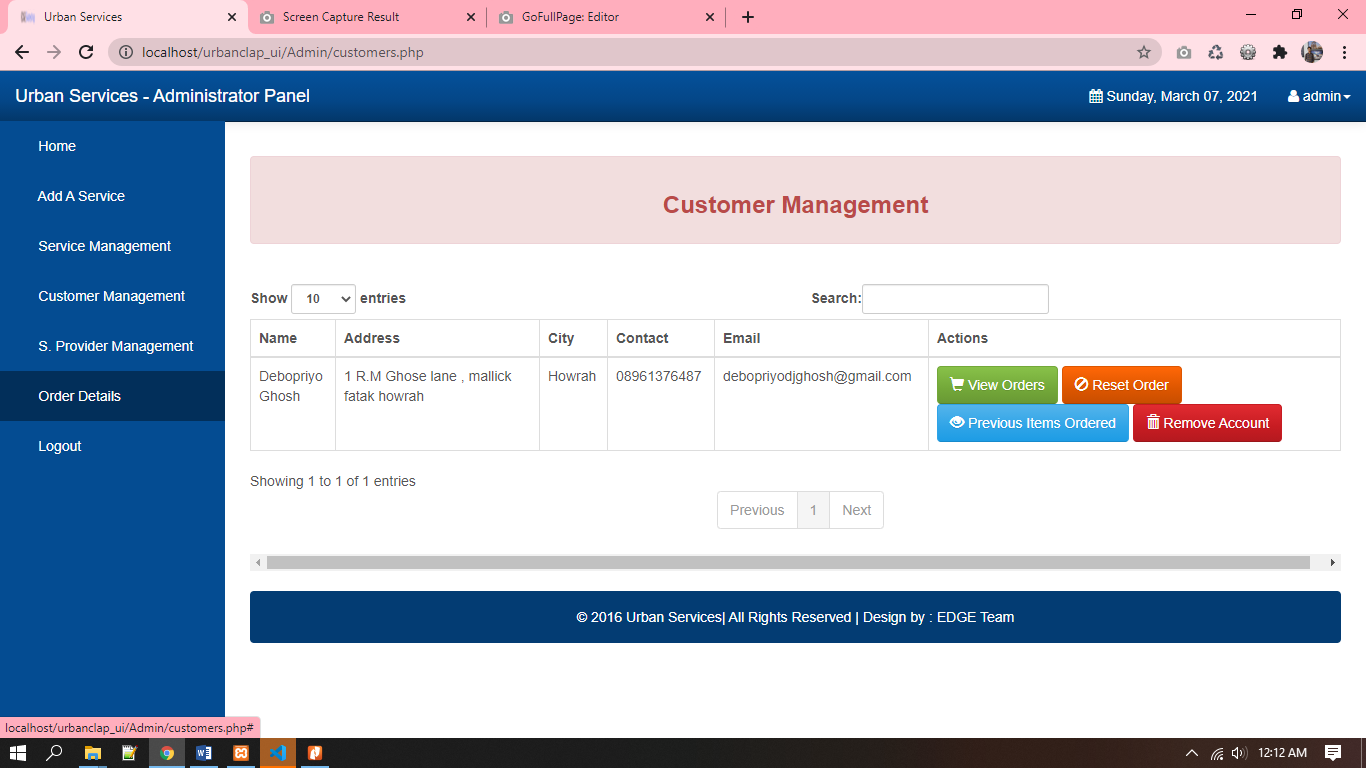 Urban Services
Screen Capture Result
GoFullPage: Editor
localhost/urbanclap_ui/Admin/customers.php
Urban Services - Administrator Panel
Sunday, March 07, 2021
admin
Home
Add A Service
Service Management
Customer Management
S. Provider Management
Order Details
Logout
Customer Management
Show 10 entries
Search:
Name Address City Contact Email Actions
Debopriyo 1 R.M Ghose lane , mallick Howrah 08961376487 debopriyodjghosh@gmail.com View Orders Reset Order
Ghosh fatak howrah
Previous Items Ordered Remove Account
Showing 1 to 1 of 1 entries
Previous 1 Next
© 2016 Urban Services| All Rights Reserved | Design by : EDGE Team
localhost/urbanclap_ui/Admin/customers.php#
12:12 AM